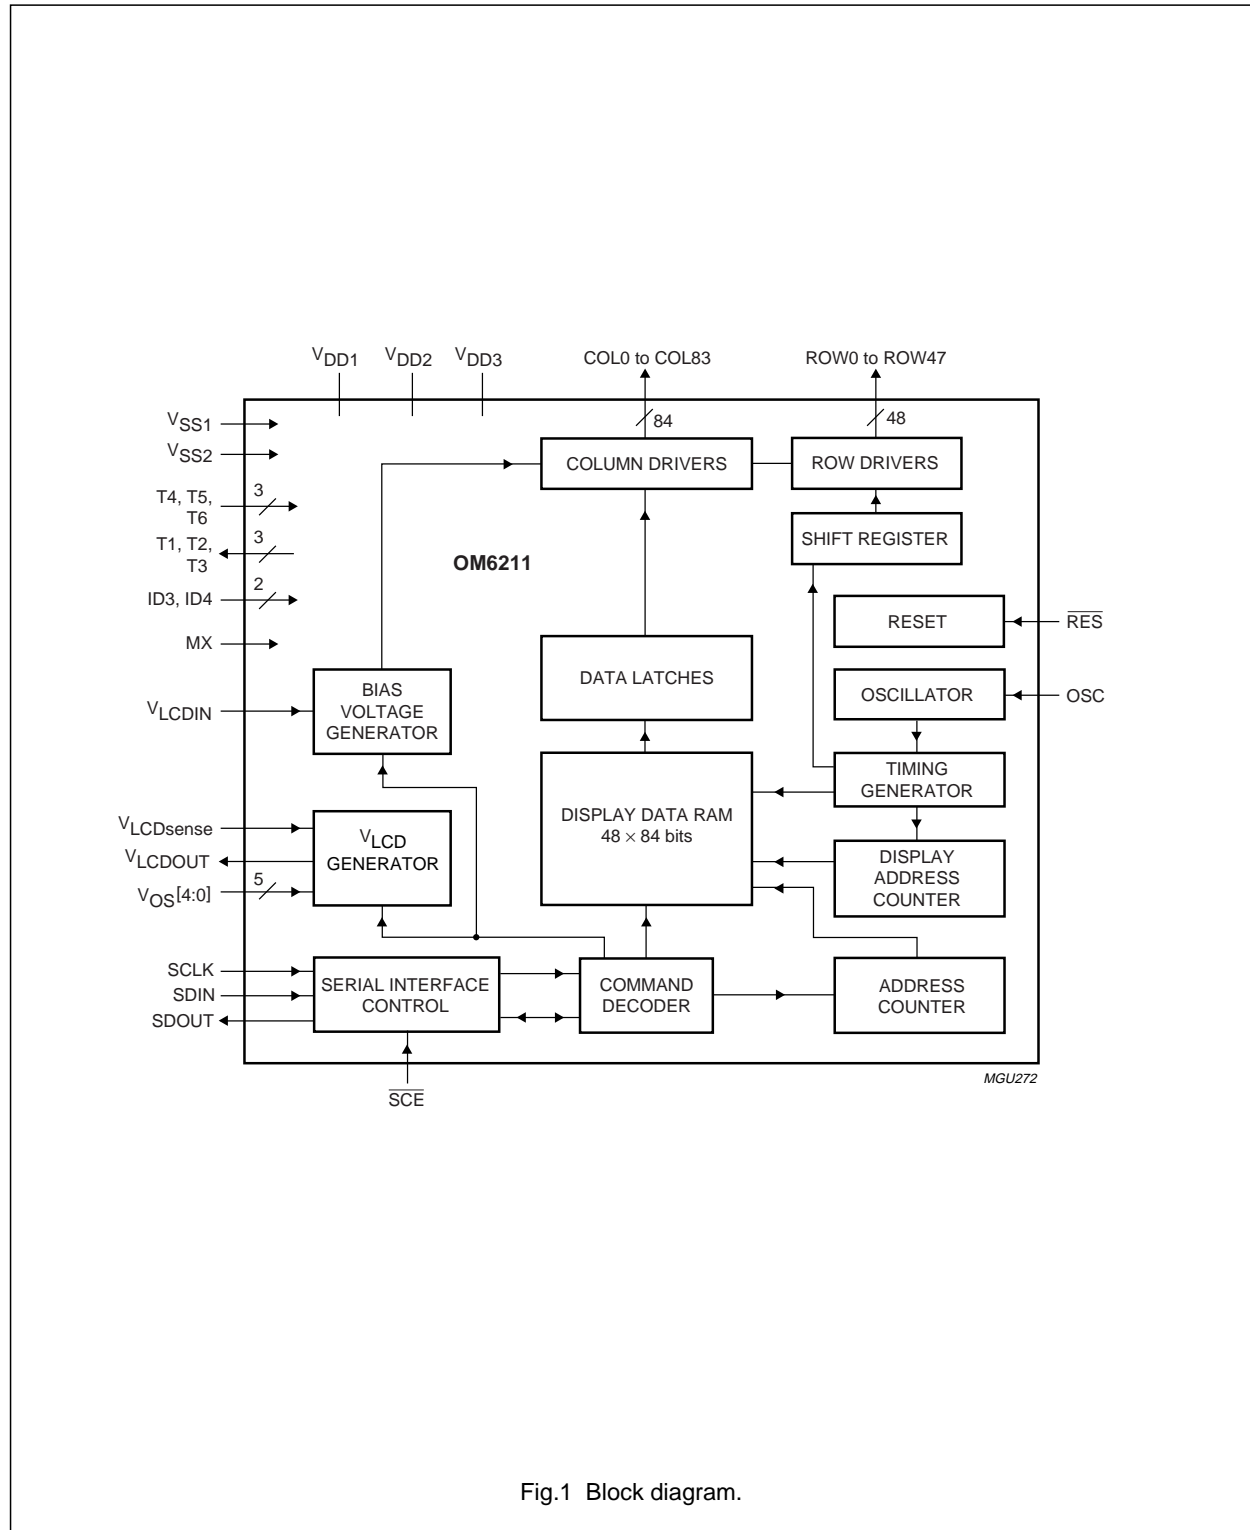 VDD1
VDD2
VDD3
COL0 to COL83
ROW0 to ROW47
VSS1
VSS2
T4, T5,
T6
3
T1, T2,
T3
3
ID3, ID4
2
MX
84
48
COLUMN DRIVERS
ROW DRIVERS
SHIFT REGISTER
OM6211
RESET
RES
DATA LATCHES
OSCILLATOR
OSC
BIAS
VOLTAGE
GENERATOR
VLCDIN
TIMING
GENERATOR
DISPLAY DATA RAM
48 × 84 bits
VLCDsense
VLCDOUT
VOS[4:0]
5
VLCD
GENERATOR
DISPLAY
ADDRESS
COUNTER
SCLK
SDIN
SDOUT
SERIAL INTERFACE
CONTROL
COMMAND
DECODER
ADDRESS
COUNTER
SCE
MGU272
Fig.1 Block diagram.